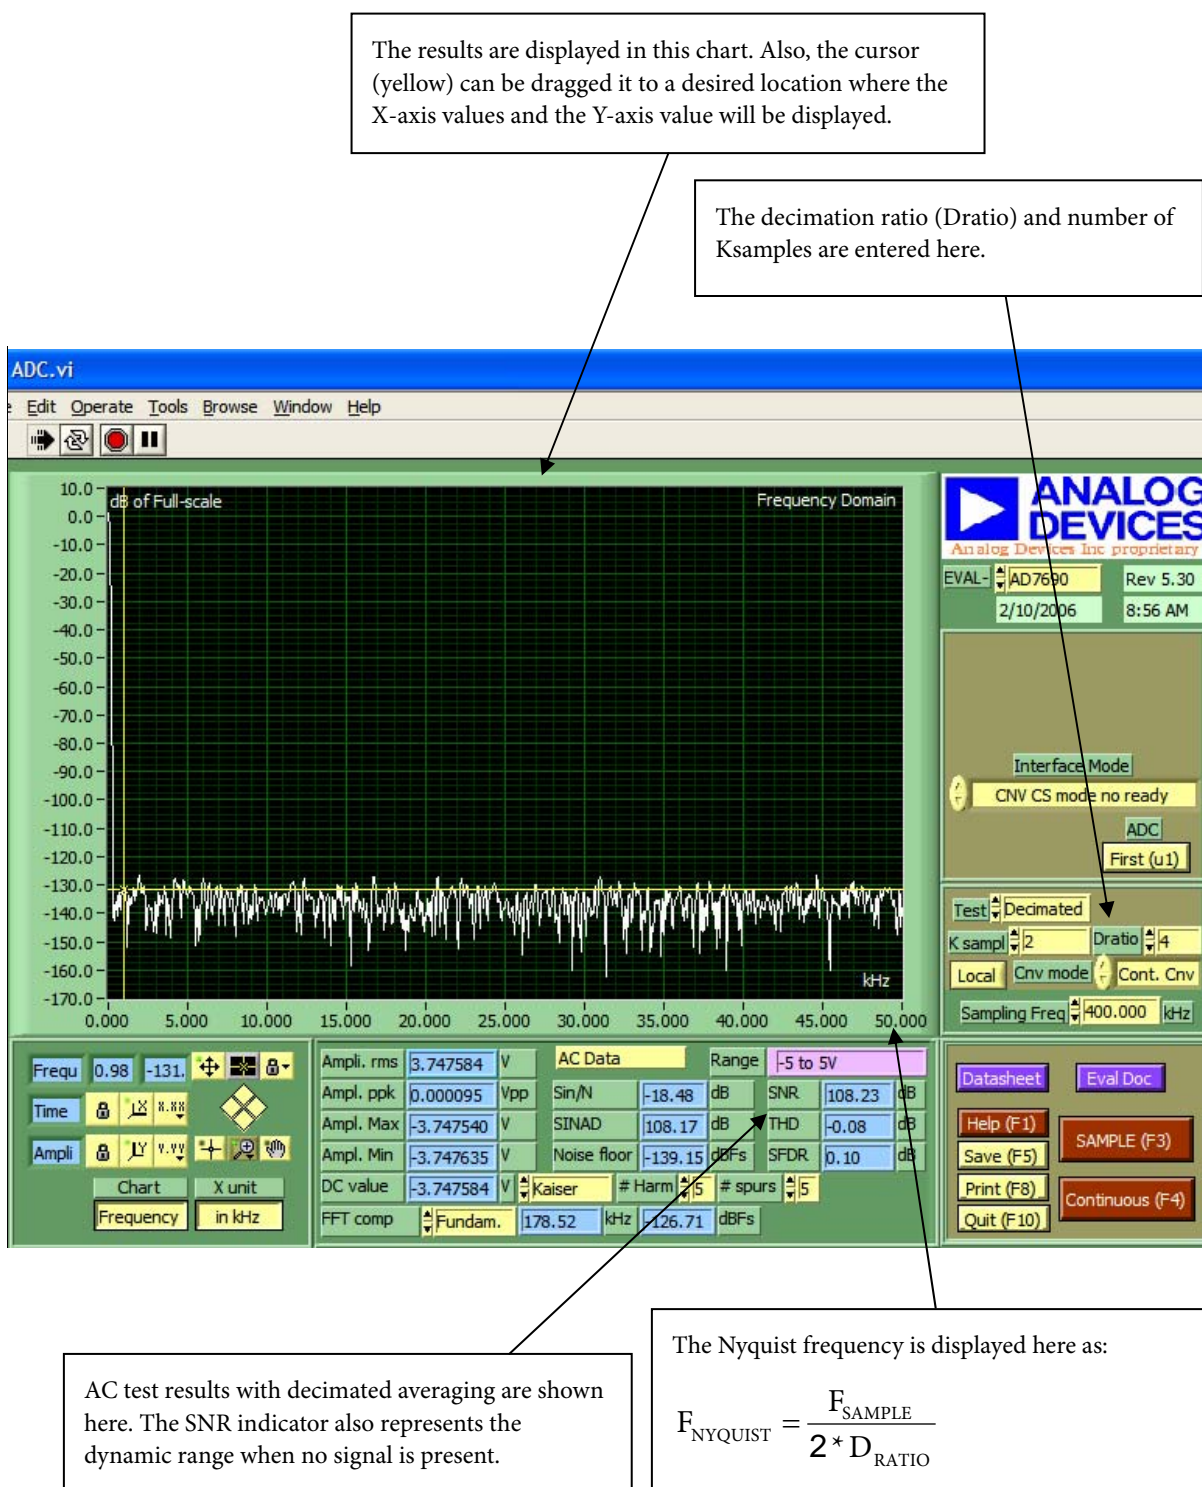 The results are displayed in this chart. Also, the cursor
(yellow) can be dragged it to a desired location where the
X-axis values and the Y-axis value will be displayed.
The decimation ratio (Dratio) and number of
Ksamples are entered here.
ADC.vi
Edit Operate Tools Browse Window Help
dB of Full-scale
Frequency Domain
10.0
0.0
-10.0
-20.0
-30.0
-40.0
-50.0
-60.0
-70.0
-80.0
-90.0
-100.0
-110.0
-120.0
-130.0
-140.0
-150.0
-160.0
-170.0
kHz
0.000 5.000 10.000 15.000 20.000 25.000 30.000 35.000 40.000 45.000 50.000
ANALOG
DEVICES
Analog Devices Inc proprietary
EVAL- AD7690 Rev 5.30
2/10/2006 8:56 AM
Interface Mode
CNV CS mode no ready
ADC
First (u1)
Test Decimated
K sampl 2 Dratio 4
Local Cnv mode Cont. Cnv
Sampling Freq 400.000 kHz
Frequ 0.98 -131.
Time X X.XX
Ampli Y Y.YY
Chart X unit
Frequency in kHz
Ampli. rms 3.747584 V AC Data Range -5 to 5V
Ampl. ppk 0.000095 Vpp Sin/N -18.48 dB SNR 108.23 dB
Ampl. Max -3.747540 V SINAD 108.17 dB THD -0.08 dB
Ampl. Min -3.747635 V Noise floor -139.15 dBFs SFDR 0.10 dB
DC value -3.747584 V Kaiser # Harm 5 # spurs 5
FFT comp Fundam. 178.52 kHz -126.71 dBFs
Datasheet Eval Doc
Help (F1)
Save (F5)
Print (F8)
Quit (F10)
SAMPLE (F3)
Continuous (F4)
AC test results with decimated averaging are shown
here. The SNR indicator also represents the
dynamic range when no signal is present.
The Nyquist frequency is displayed here as:
F_NYQUIST = F_SAMPLE / 2 * D_RATIO